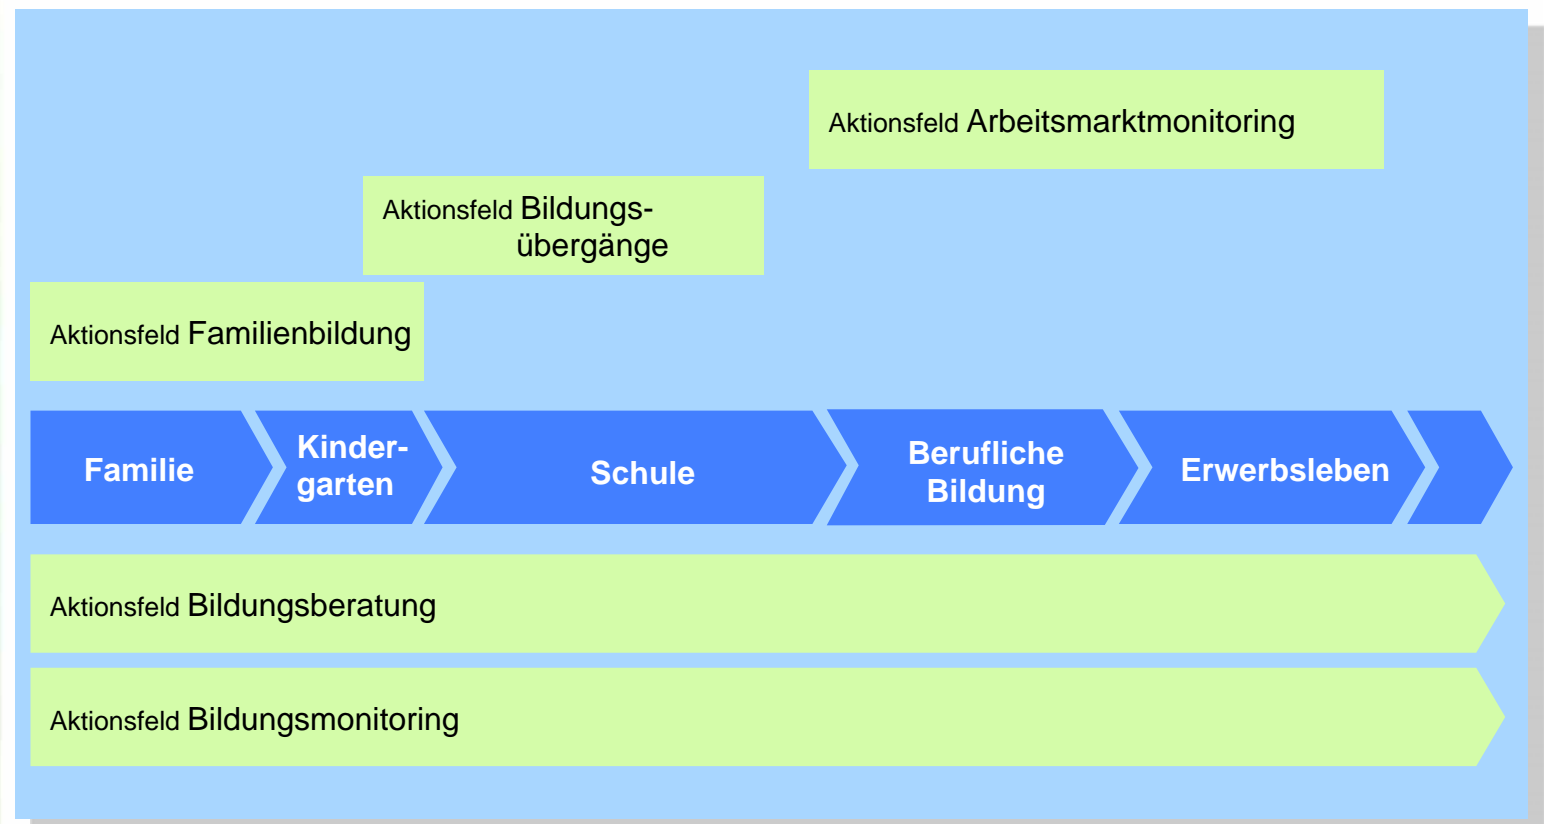 Aktionsfeld Arbeitsmarktmonitoring
Aktionsfeld Bildungs-
übergänge
Aktionsfeld Familienbildung
Familie
Kinder-
garten
Schule
Berufliche
Bildung
Erwerbsleben
Aktionsfeld Bildungsberatung
Aktionsfeld Bildungsmonitoring